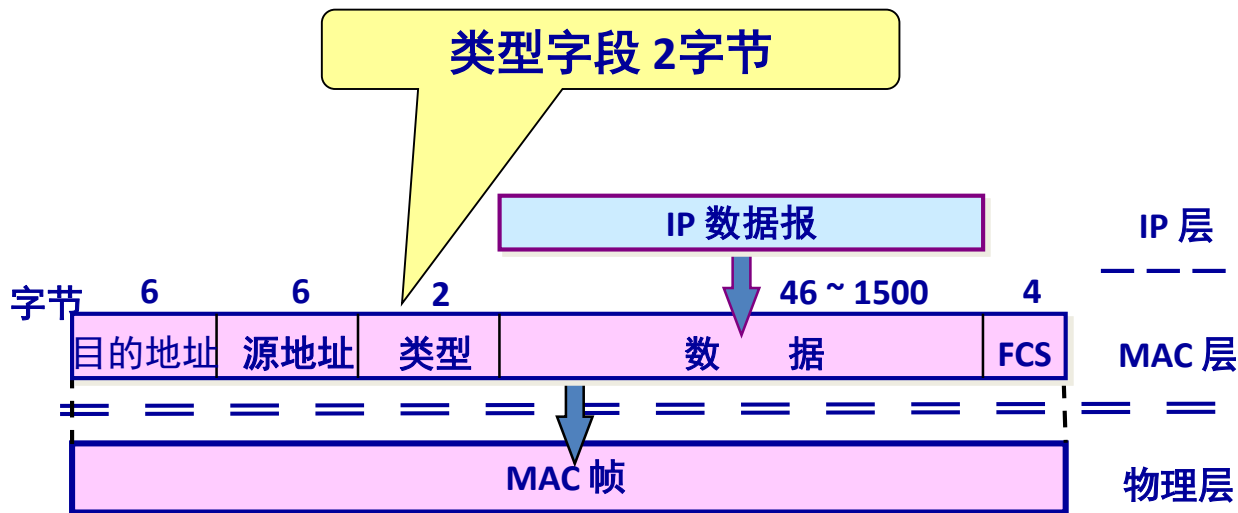 类型字段 2字节
IP 数据报
IP 层
字节 6 6 2 46 ~ 1500 4
目的地址 源地址 类型 数 据 FCS MAC 层
MAC 帧
物理层